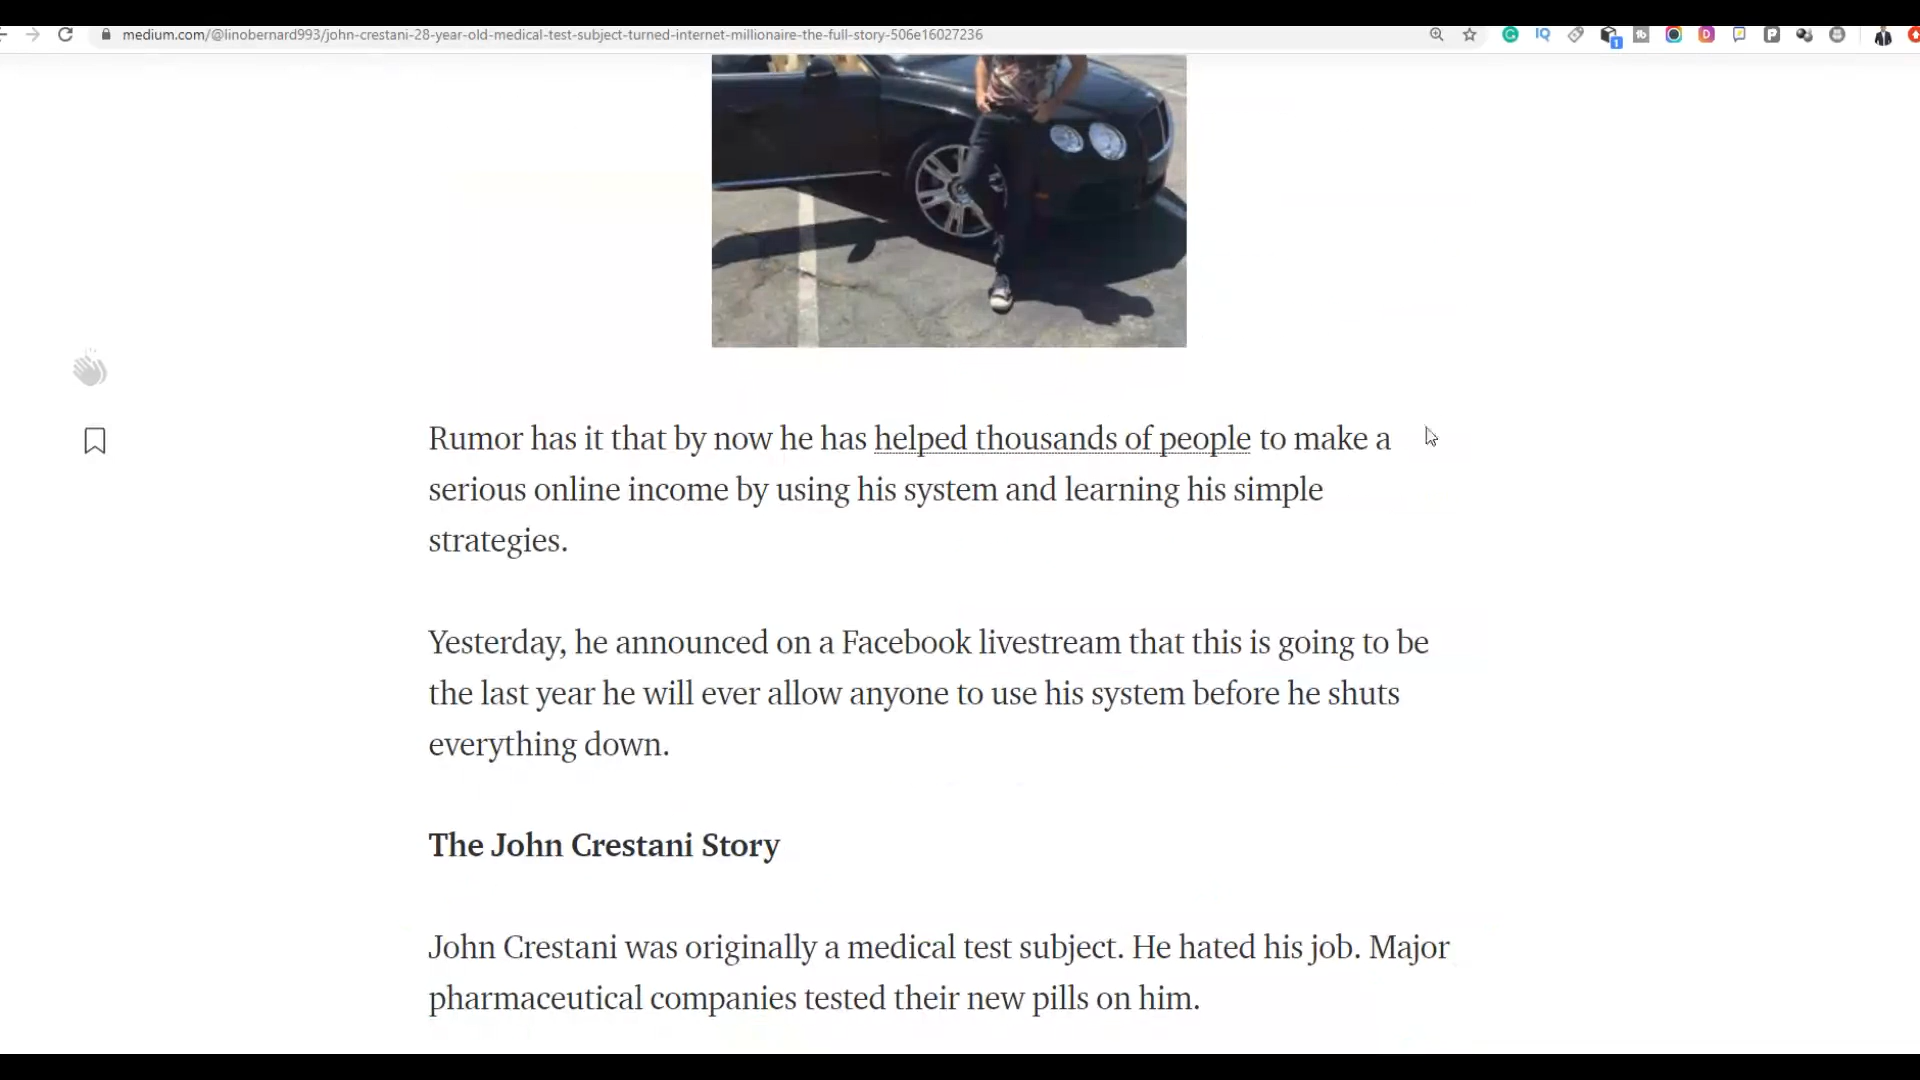 medium.com/@linobernard993/john-crestani-28-year-old-medical-test-subject-turned-internet-millionaire-the-full-story-506e16027236
Rumor has it that by now he has helped thousands of people to make a
serious online income by using his system and learning his simple
strategies.
Yesterday, he announced on a Facebook livestream that this is going to be
the last year he will ever allow anyone to use his system before he shuts
everything down.
The John Crestani Story
John Crestani was originally a medical test subject. He hated his job. Major
pharmaceutical companies tested their new pills on him.